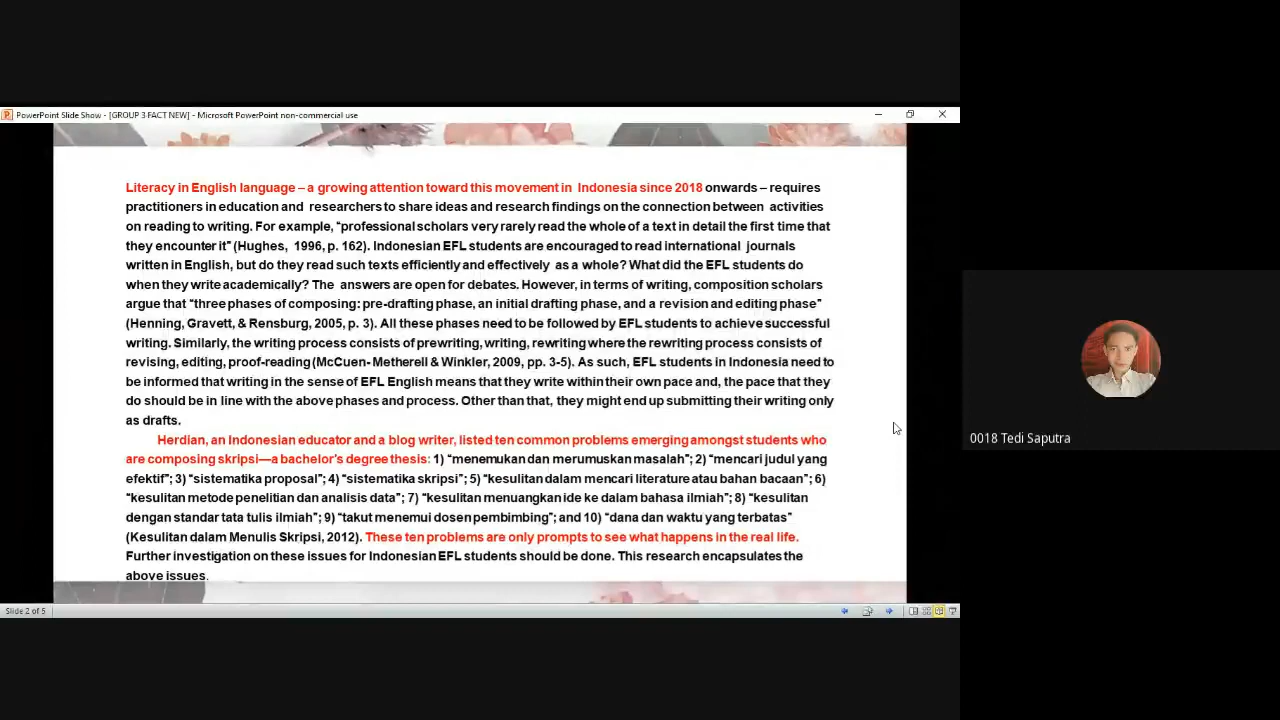 PowerPoint Slide Show - [GROUP 3 FACT NEW] - Microsoft PowerPoint non-commercial use
Literacy in English language – a growing attention toward this movement in Indonesia since 2018 onwards – requires
practitioners in education and researchers to share ideas and research findings on the connection between activities
on reading to writing. For example, “professional scholars very rarely read the whole of a text in detail the first time that
they encounter it” (Hughes, 1996, p. 162). Indonesian EFL students are encouraged to read international journals
written in English, but do they read such texts efficiently and effectively as a whole? What did the EFL students do
when they write academically? The answers are open for debates. However, in terms of writing, composition scholars
argue that “three phases of composing: pre-drafting phase, an initial drafting phase, and a revision and editing phase”
(Henning, Gravett, & Rensburg, 2005, p. 3). All these phases need to be followed by EFL students to achieve successful
writing. Similarly, the writing process consists of prewriting, writing, rewriting where the rewriting process consists of
revising, editing, proof-reading (McCuen-Metherell & Winkler, 2009, pp. 3-5). As such, EFL students in Indonesia need to
be informed that writing in the sense of EFL English means that they write within their own pace and, the pace that they
do should be in line with the above phases and process. Other than that, they might end up submitting their writing only
as drafts.
Herdian, an Indonesian educator and a blog writer, listed ten common problems emerging amongst students who
are composing skripsi—a bachelor’s degree thesis: 1) “menemukan dan merumuskan masalah”; 2) “mencari judul yang
efektif”; 3) “sistematika proposal”; 4) “sistematika skripsi”; 5) “kesulitan dalam mencari literature atau bahan bacaan”; 6)
“kesulitan metode penelitian dan analisis data”; 7) “kesulitan menuangkan ide ke dalam bahasa ilmiah”; 8) “kesulitan
dengan standar tata tulis ilmiah”; 9) “takut menemui dosen pembimbing”; and 10) “dana dan waktu yang terbatas”
(Kesulitan dalam Menulis Skripsi, 2012). These ten problems are only prompts to see what happens in the real life.
Further investigation on these issues for Indonesian EFL students should be done. This research encapsulates the
above issues.
Slide 2 of 5
0018 Tedi Saputra